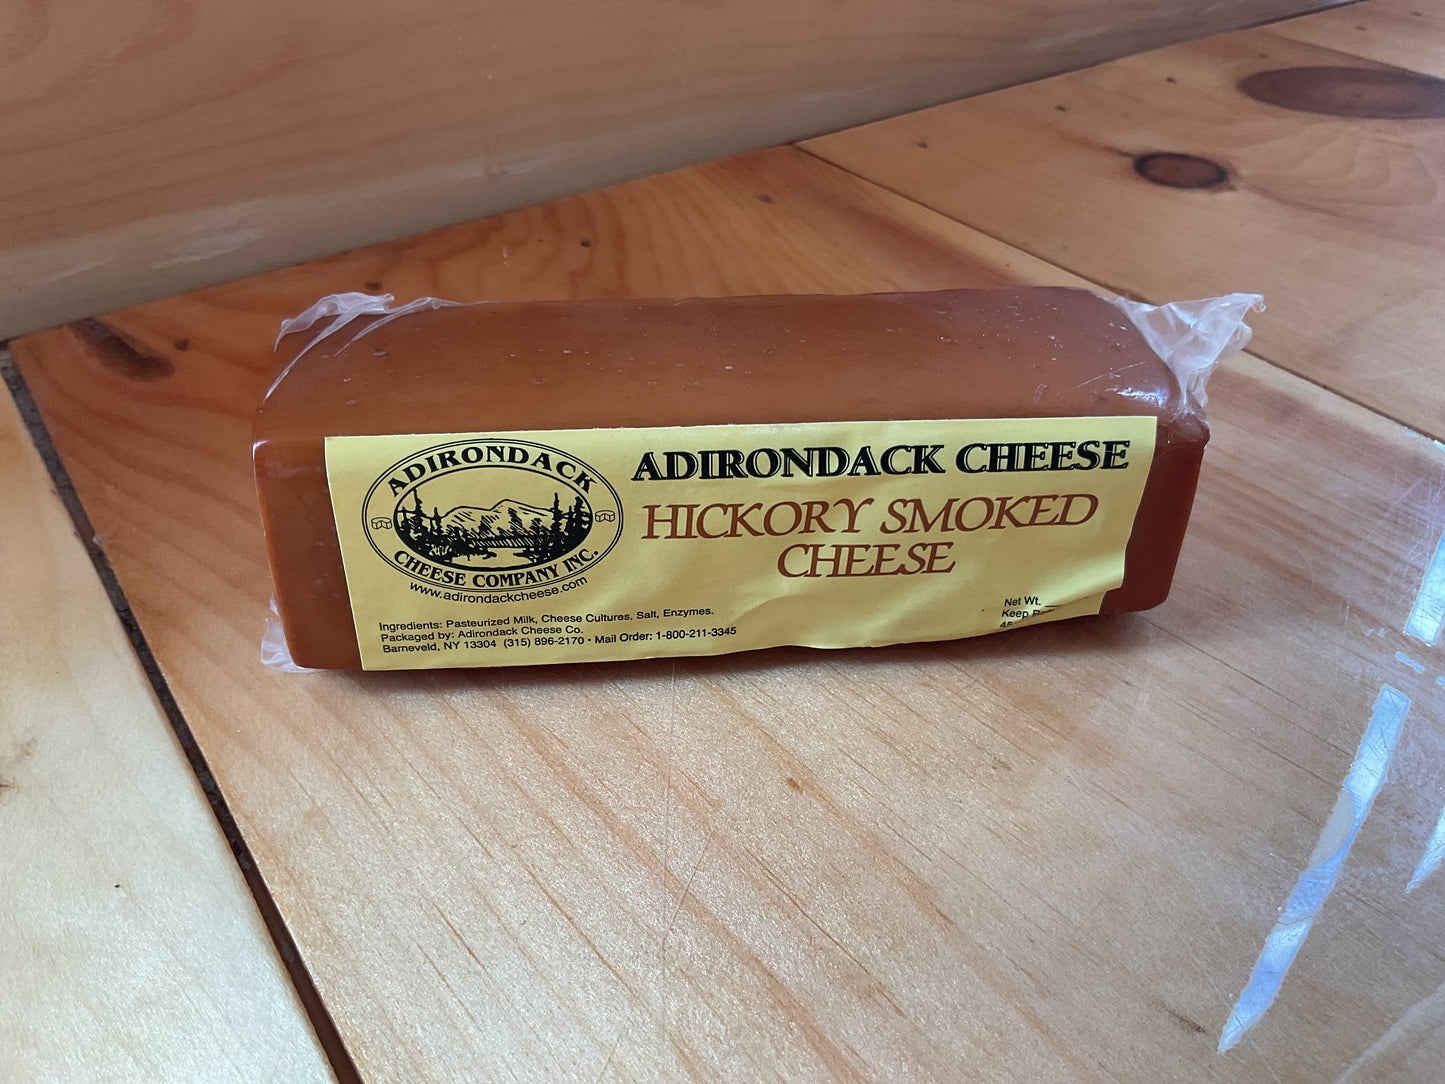 ADIRONDACK
CHEESE COMPANY INC.
www.adirondackcheese.com
ADIRONDACK CHEESE
HICKORY SMOKED
CHEESE
Ingredients: Pasteurized Milk, Cheese Cultures, Salt, Enzymes.
Packaged by: Adirondack Cheese Co.
Barneveld, NY 13304 (315) 896-2170 • Mail Order: 1-800-211-3345
Net Wt.
Keep